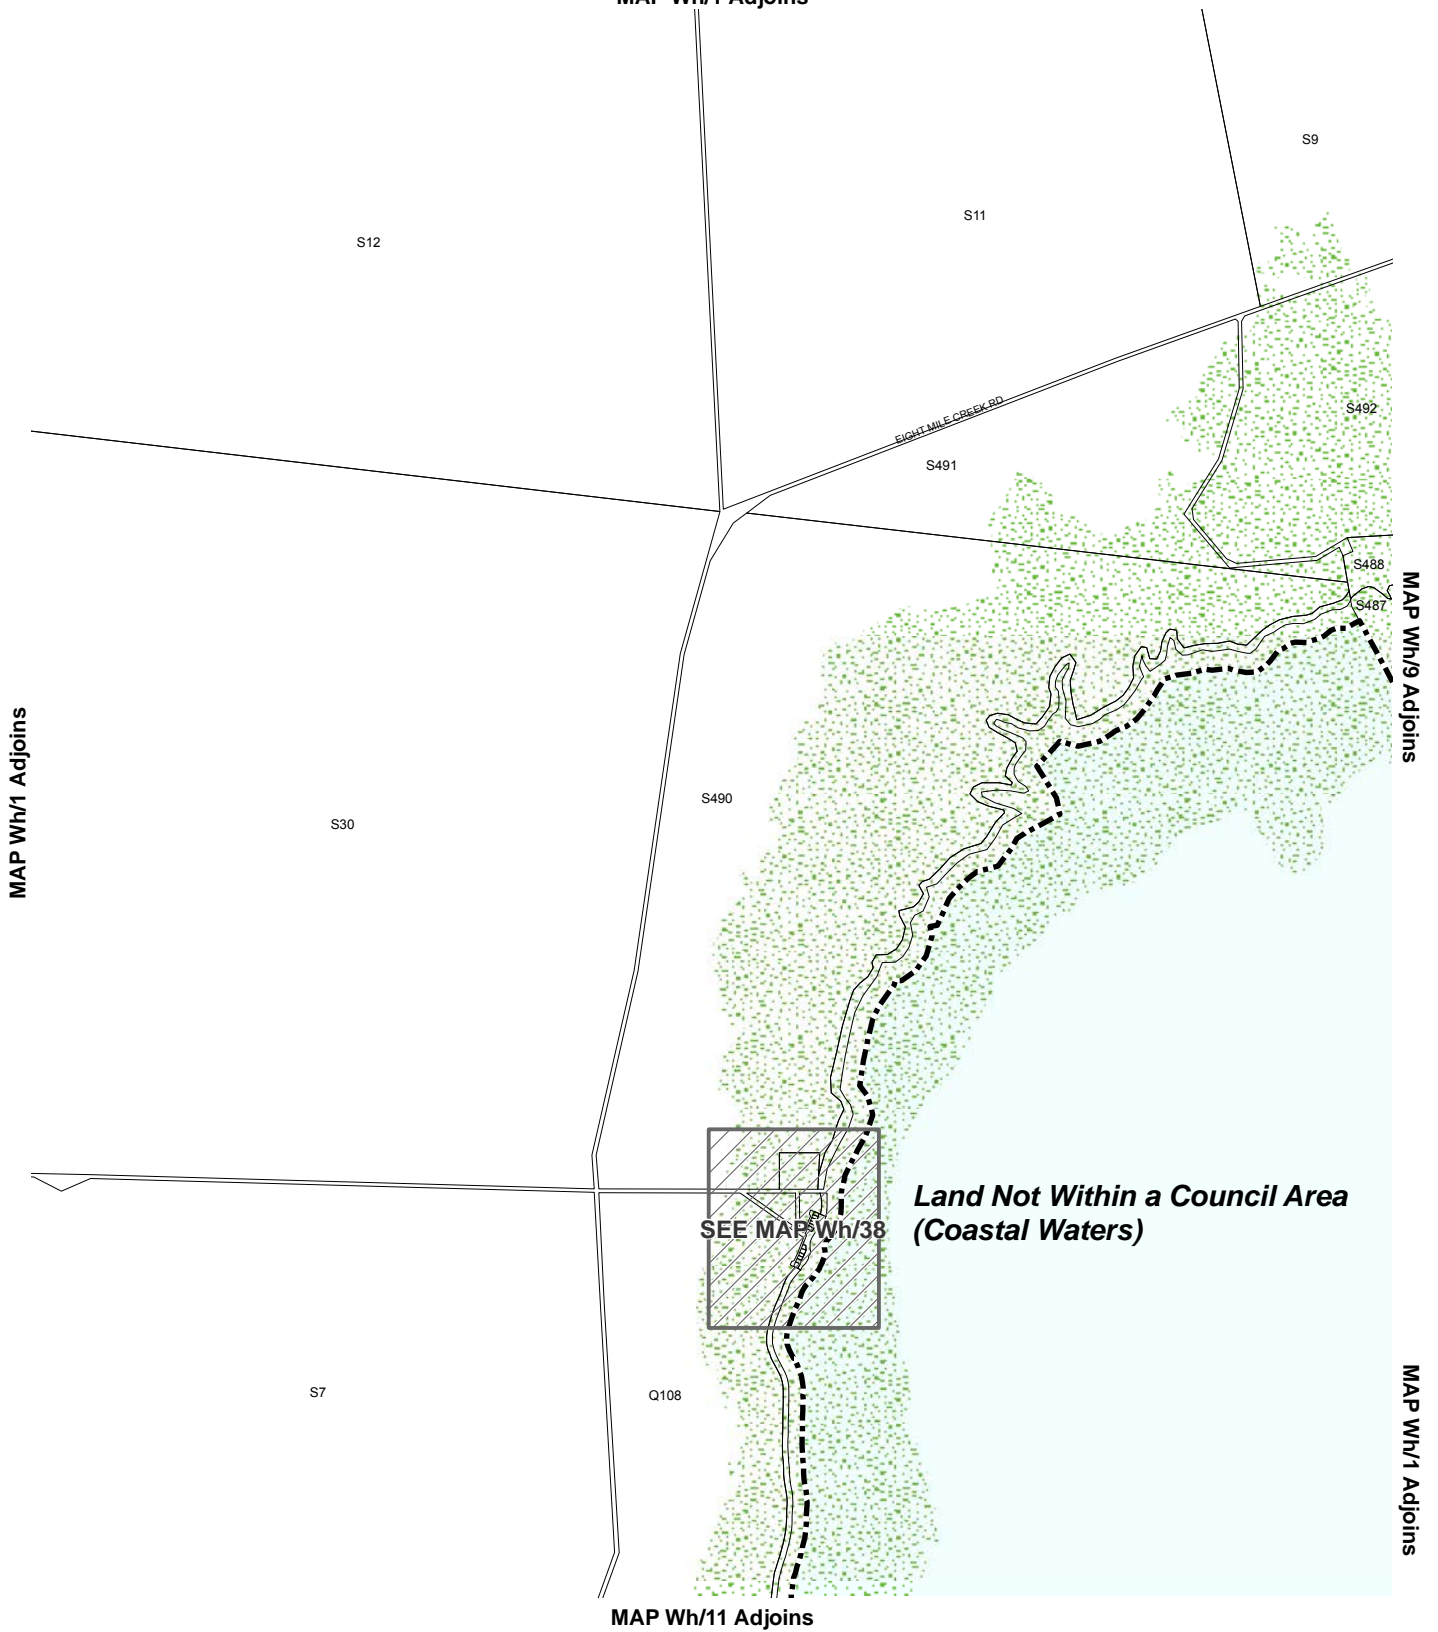 MAP Wh/1 Adjoins
S9
S11
S12
EIGHT MILE CREEK RD
S492
S491
S488
S487
MAP Wh/9 Adjoins
MAP Wh/1 Adjoins
S490
S30
Land Not Within a Council Area
(Coastal Waters)
SEE MAP Wh/38
S7
Q108
MAP Wh/1 Adjoins
MAP Wh/11 Adjoins